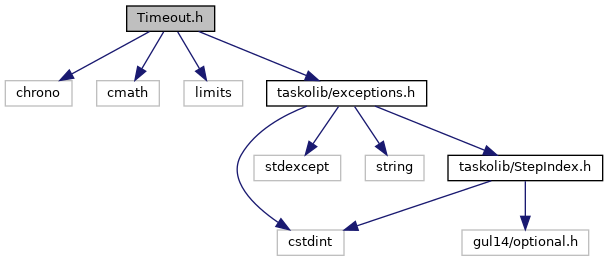 Timeout.h
chrono
cmath
limits
taskolib/exceptions.h
stdexcept
string
taskolib/StepIndex.h
cstdint
gul14/optional.h